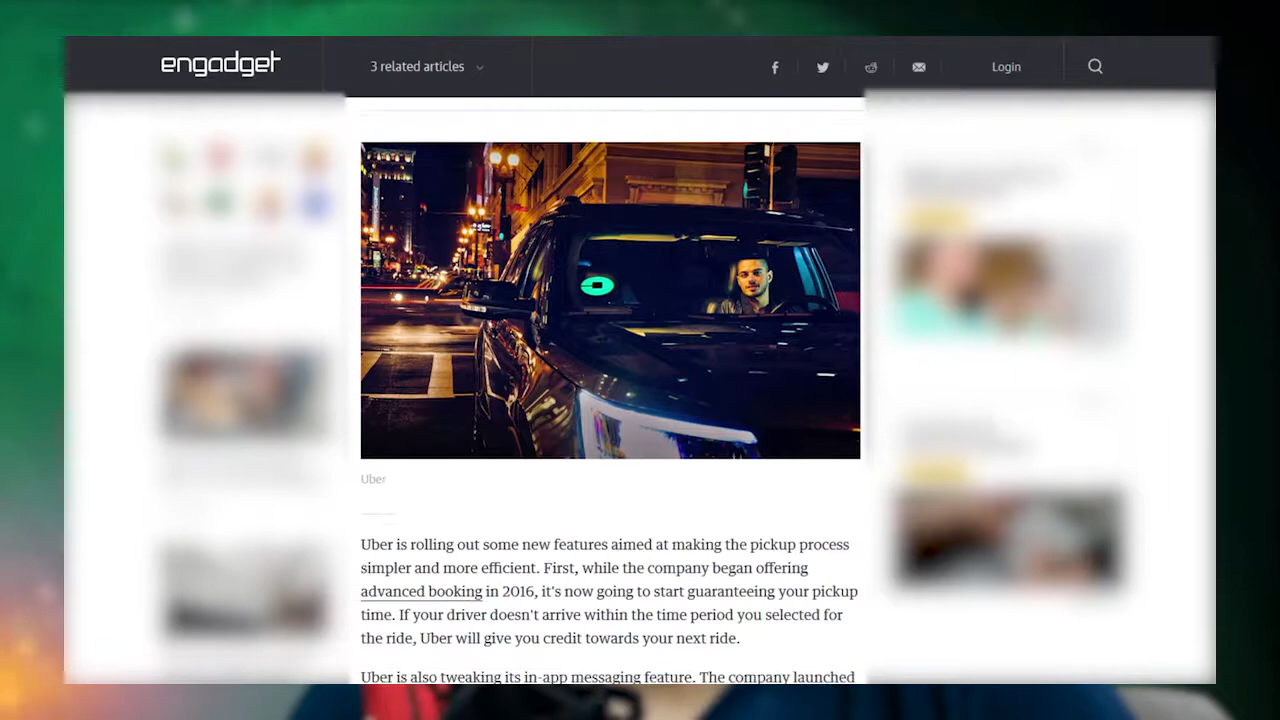 engadget
3 related articles
Login
Uber
Uber is rolling out some new features aimed at making the pickup process
simpler and more efficient. First, while the company began offering
advanced booking in 2016, it's now going to start guaranteeing your pickup
time. If your driver doesn't arrive within the time period you selected for
the ride, Uber will give you credit towards your next ride.
Uber is also tweaking its in-app messaging feature. The company launched